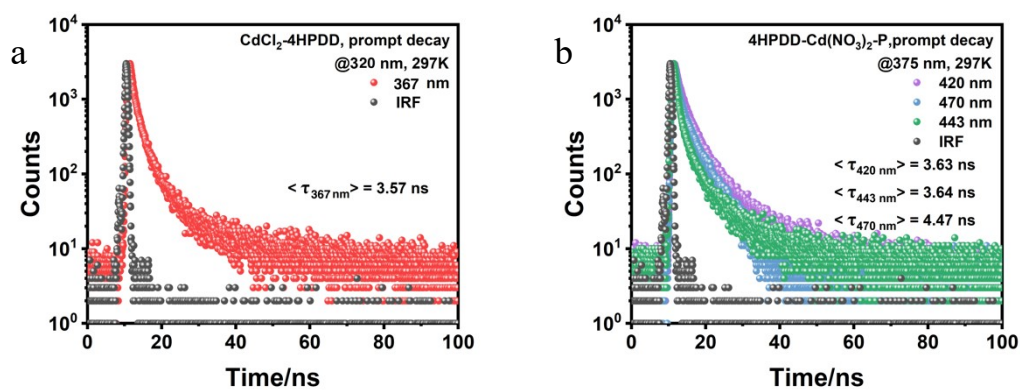 a
CdCl₂-4HPDD, prompt decay
@320 nm, 297K
367 nm
IRF
< τ₃₆₇ ₙₘ> = 3.57 ns
Counts
10⁴
10³
10²
10¹
10⁰
0 20 40 60 80 100
Time/ns
b
4HPDD-Cd(NO₃)₂-P,prompt decay
@375 nm, 297K
420 nm
470 nm
443 nm
IRF
< τ₄₂₀ ₙₘ> = 3.63 ns
< τ₄₄₃ ₙₘ> = 3.64 ns
< τ₄₇₀ ₙₘ> = 4.47 ns
Counts
10⁴
10³
10²
10¹
10⁰
0 20 40 60 80 100
Time/ns